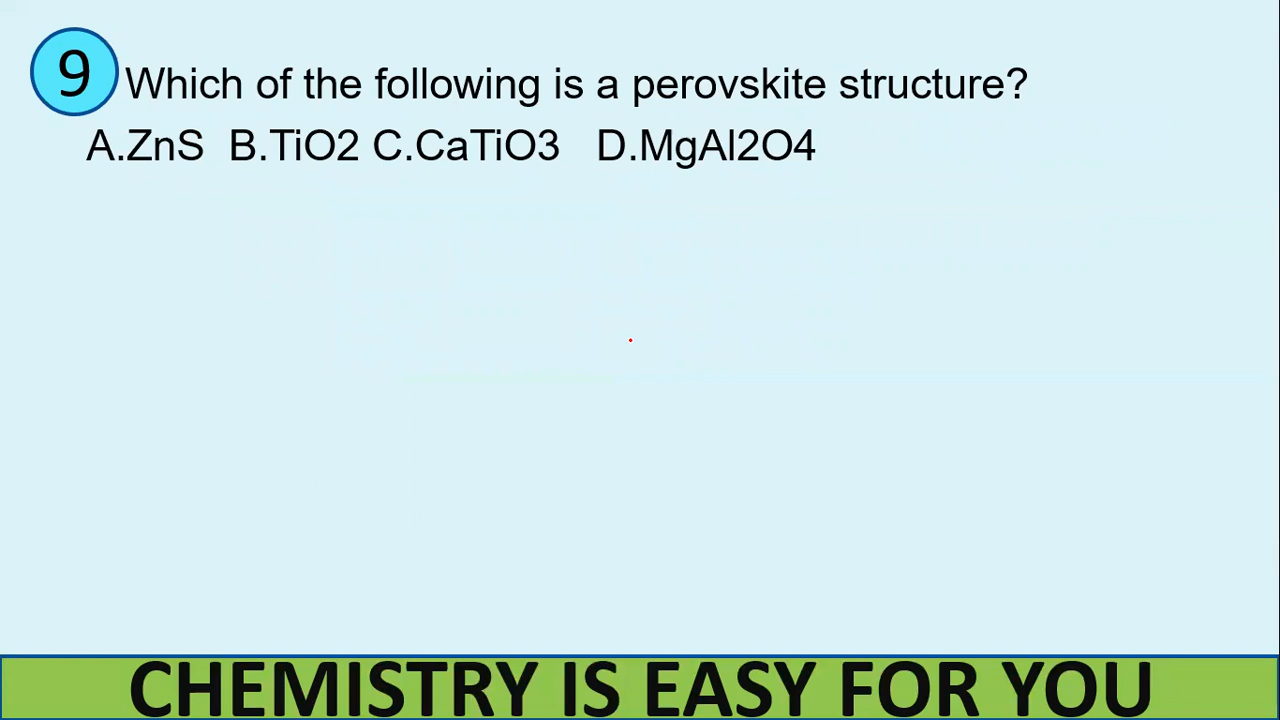 9 Which of the following is a perovskite structure?
A.ZnS B.TiO2 C.CaTiO3 D.MgAl2O4
CHEMISTRY IS EASY FOR YOU